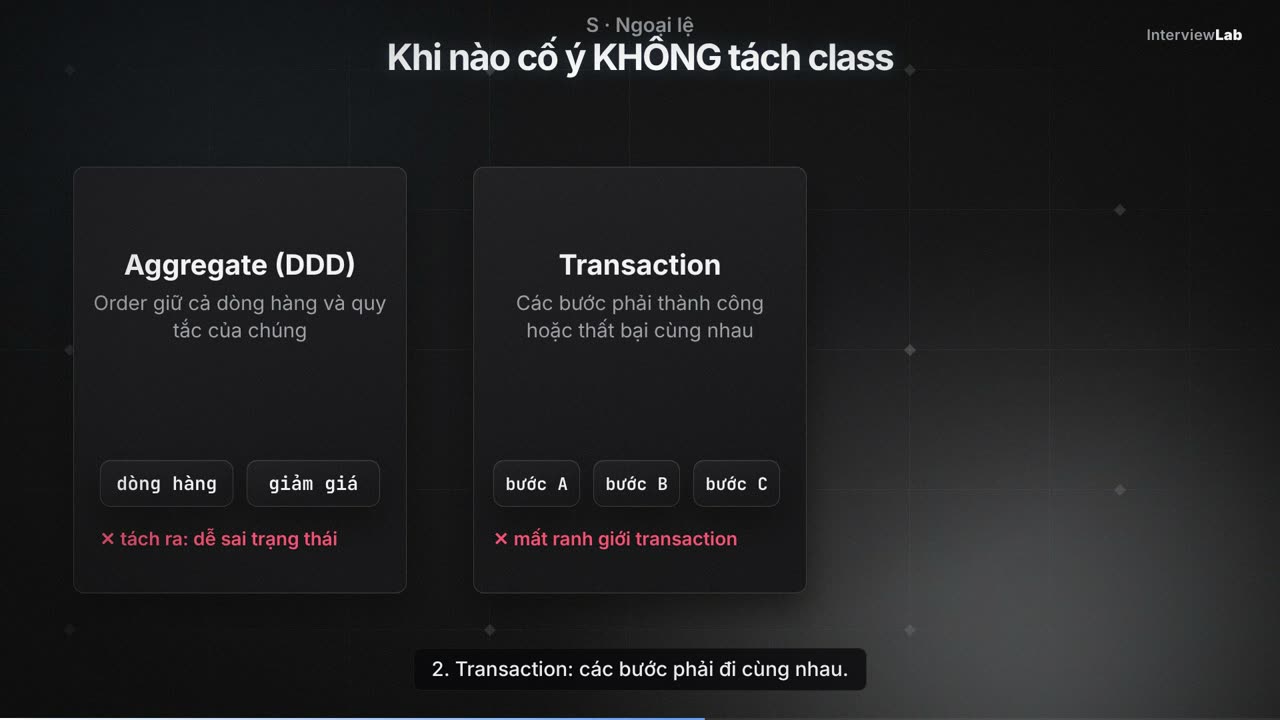 S · Ngoại lệ
Khi nào cố ý KHÔNG tách class
InterviewLab
Aggregate (DDD)
Order giữ cả dòng hàng và quy
tắc của chúng
dòng hàng
giảm giá
✕ tách ra: dễ sai trạng thái
Transaction
Các bước phải thành công
hoặc thất bại cùng nhau
bước A
bước B
bước C
✕ mất ranh giới transaction
2. Transaction: các bước phải đi cùng nhau.